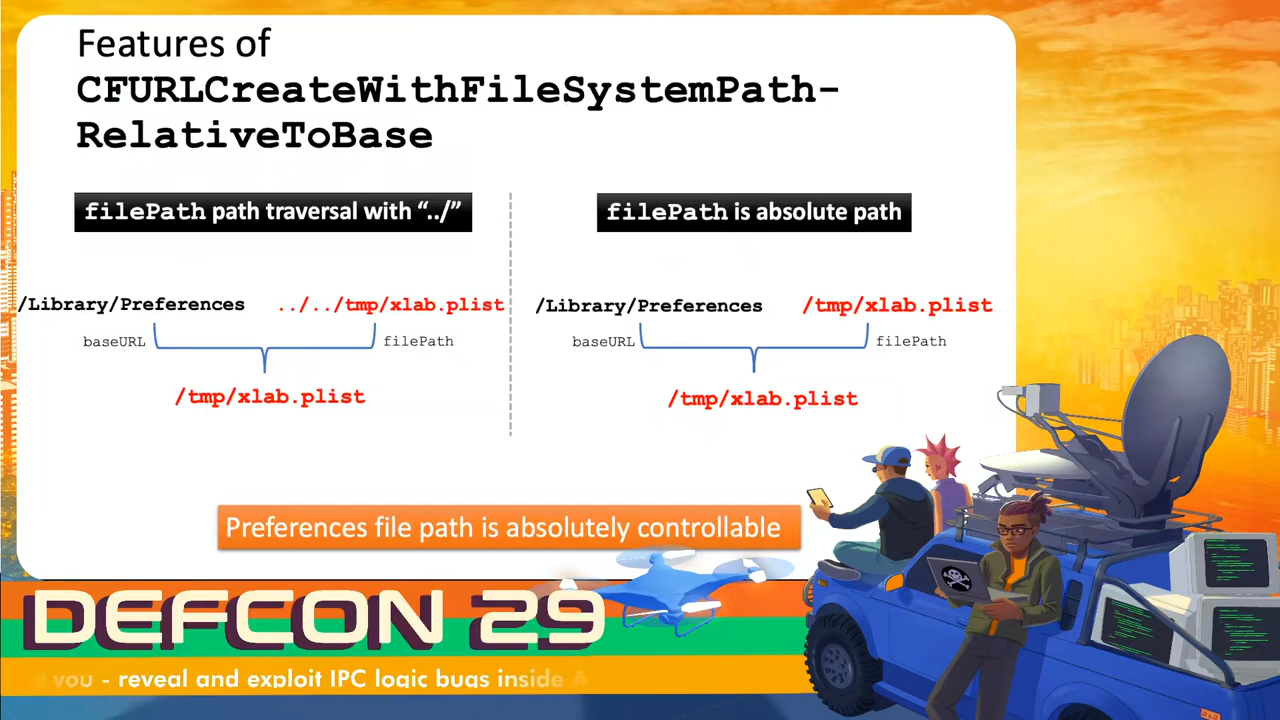 Features of
CFURLCreateWithFileSystemPath-
RelativeToBase
filePath path traversal with “../”
/Library/Preferences ../../tmp/xlab.plist
baseURL filePath
/tmp/xlab.plist
filePath is absolute path
/Library/Preferences /tmp/xlab.plist
baseURL filePath
/tmp/xlab.plist
Preferences file path is absolutely controllable
DEFCON 29
you - reveal and exploit IPC logic bugs inside A